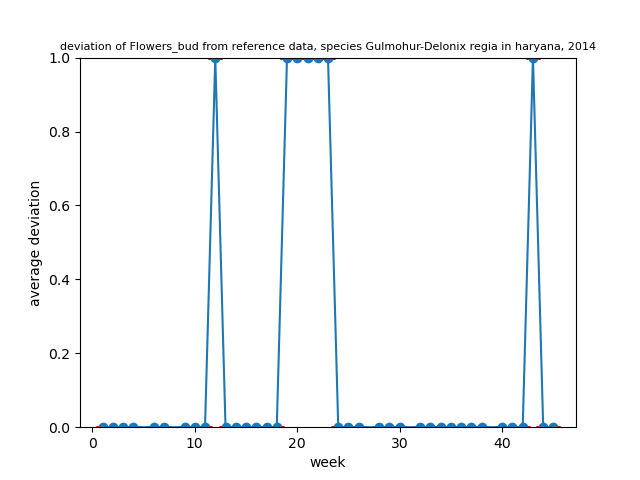 deviation of Flowers_bud from reference data, species Gulmohur-Delonix regia in haryana, 2014
1.0
0.8
0.6
0.4
0.2
0.0
average deviation
0 10 20 30 40
week